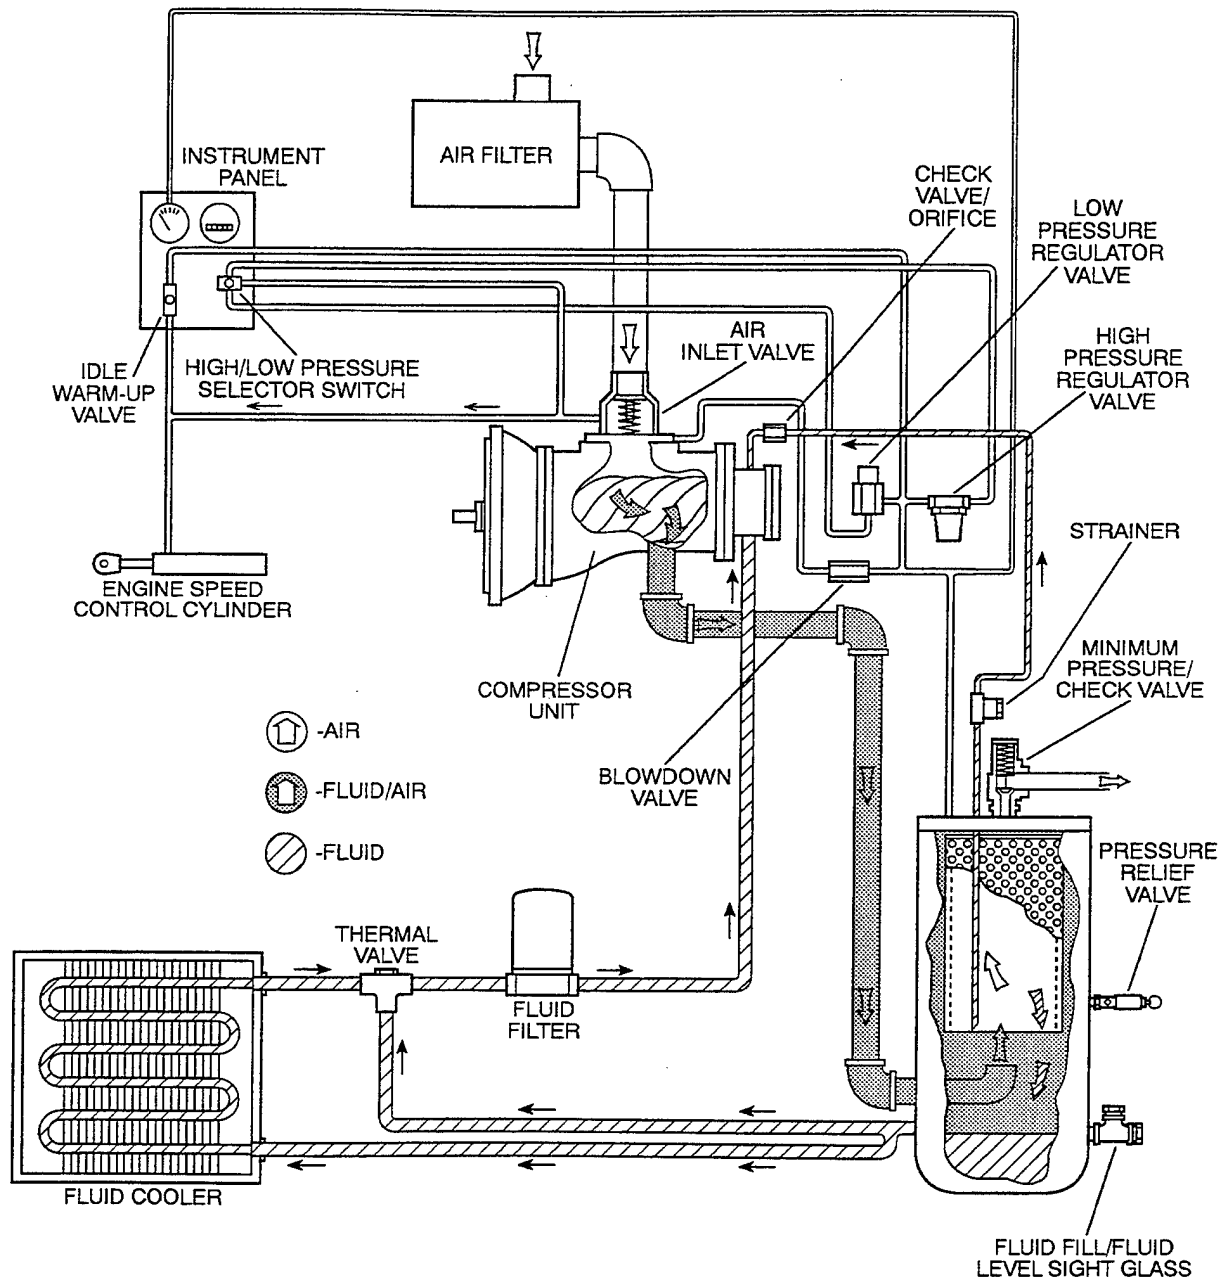 INSTRUMENT
PANEL
AIR FILTER
CHECK
VALVE/
ORIFICE
LOW
PRESSURE
REGULATOR
VALVE
AIR
INLET VALVE
HIGH
PRESSURE
REGULATOR
VALVE
IDLE
WARM-UP
VALVE
HIGH/LOW PRESSURE
SELECTOR SWITCH
STRAINER
ENGINE SPEED
CONTROL CYLINDER
MINIMUM
PRESSURE/
CHECK VALVE
COMPRESSOR
UNIT
-AIR
-FLUID/AIR
-FLUID
BLOWDOWN
VALVE
PRESSURE
RELIEF
VALVE
THERMAL
VALVE
FLUID
FILTER
FLUID COOLER
FLUID FILL/FLUID
LEVEL SIGHT GLASS